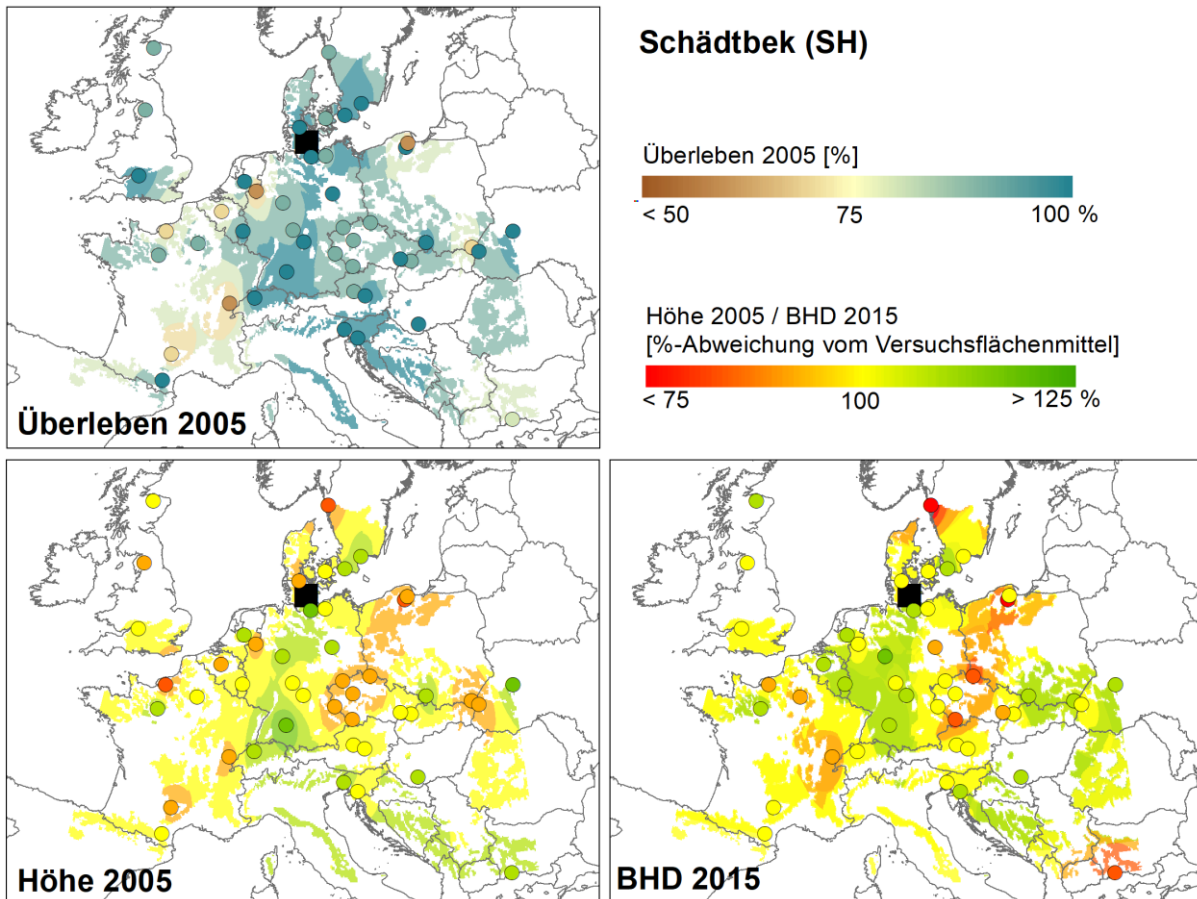 Schädtbek (SH)
Überleben 2005 [%]
< 50 75 100 %
Höhe 2005 / BHD 2015
[%-Abweichung vom Versuchsflächenmittel]
< 75 100 > 125 %
Überleben 2005
Höhe 2005
BHD 2015